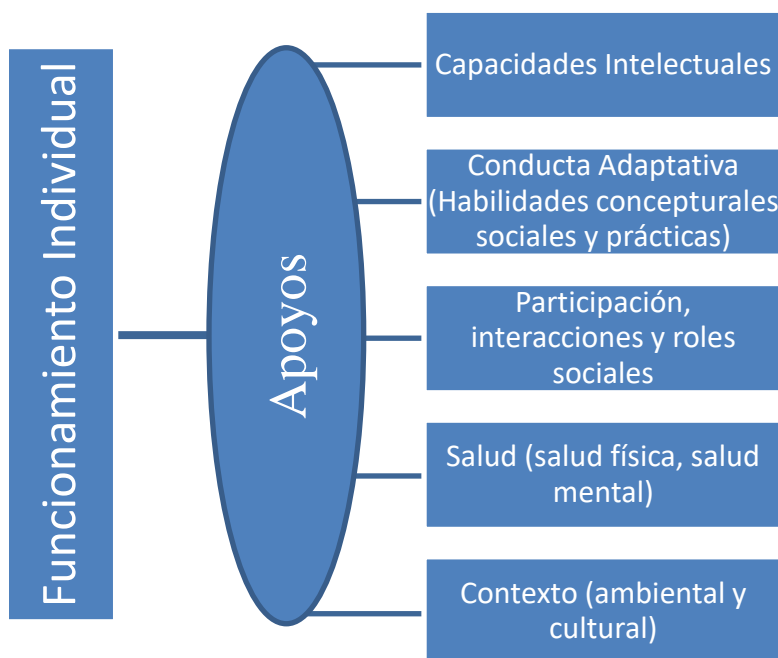 Funcionamiento Individual
Apoyos
Capacidades Intelectuales
Conducta Adaptativa
(Habilidades concepturales
sociales y prácticas)
Participación,
interacciones y roles
sociales
Salud (salud física, salud
mental)
Contexto (ambiental y
cultural)